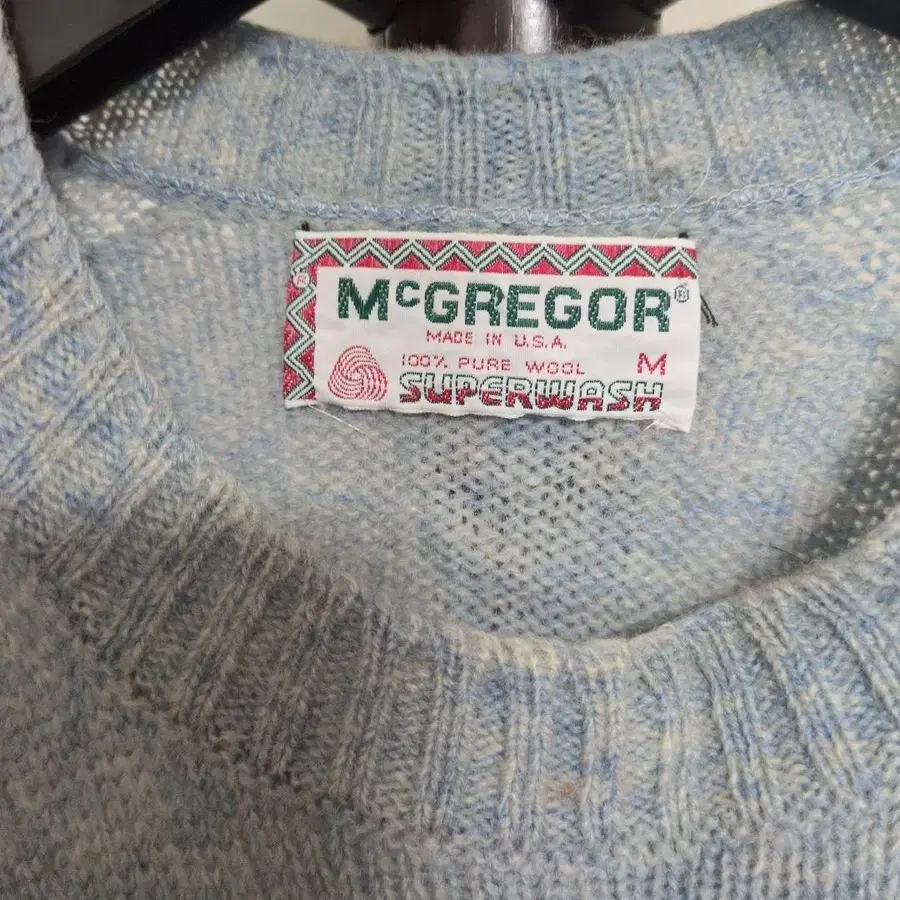 McGREGOR®
MADE IN U.S.A.
100% PURE WOOL M
SUPERWASH